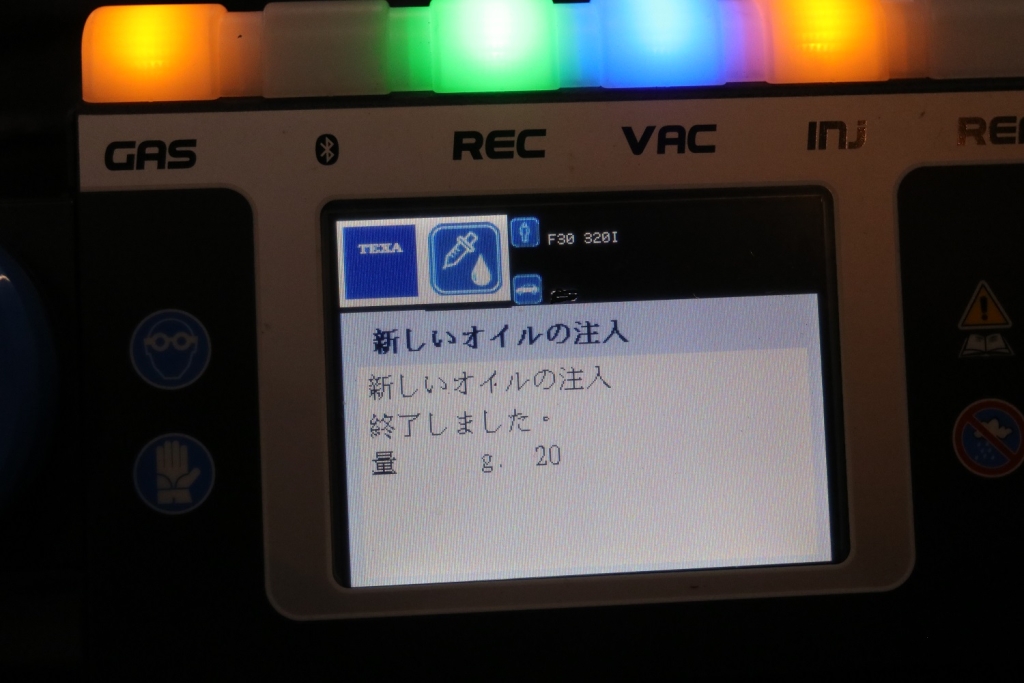 GAS
REC
VAC
INJ
TEXA
F30 320I
新しいオイルの注入
新しいオイルの注入
終了しました。
量 g. 20